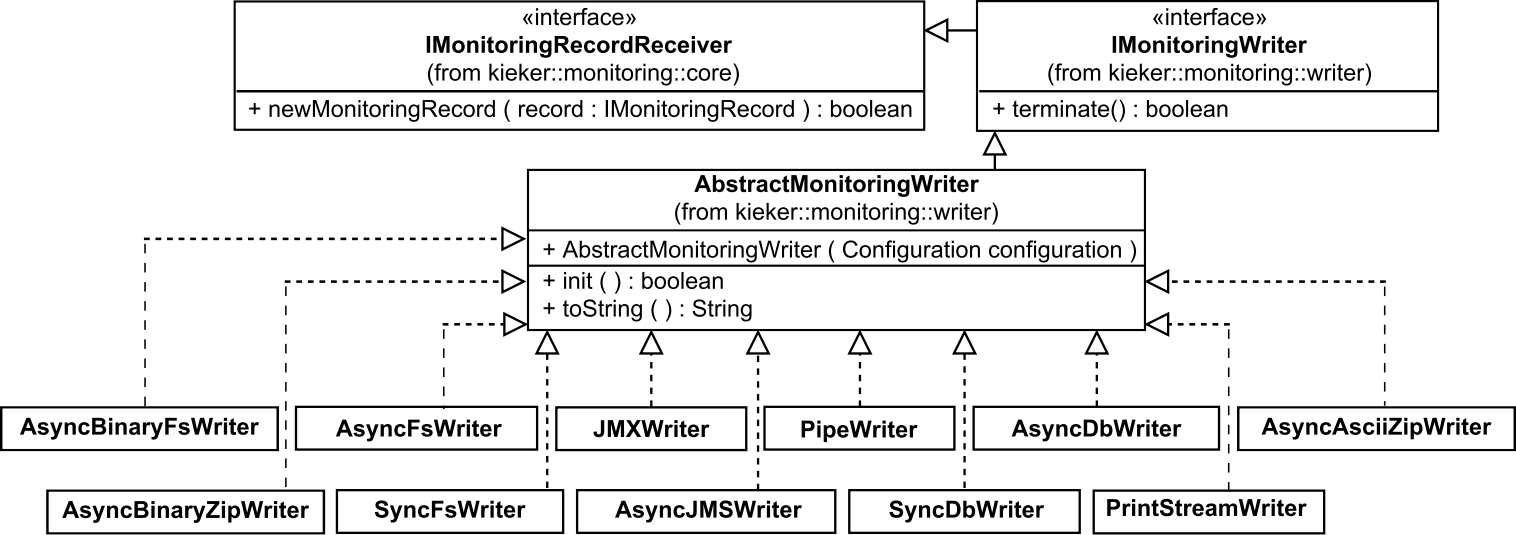 «interface»
IMonitoringRecordReceiver
(from kieker::monitoring::core)
+ newMonitoringRecord ( record : IMonitoringRecord ) : boolean
«interface»
IMonitoringWriter
(from kieker::monitoring::writer)
+ terminate() : boolean
AbstractMonitoringWriter
(from kieker::monitoring::writer)
+ AbstractMonitoringWriter ( Configuration configuration )
+ init ( ) : boolean
+ toString ( ) : String
AsyncBinaryFsWriter
AsyncFsWriter
JMXWriter
PipeWriter
AsyncDbWriter
AsyncAsciiZipWriter
AsyncBinaryZipWriter
SyncFsWriter
AsyncJMSWriter
SyncDbWriter
PrintStreamWriter